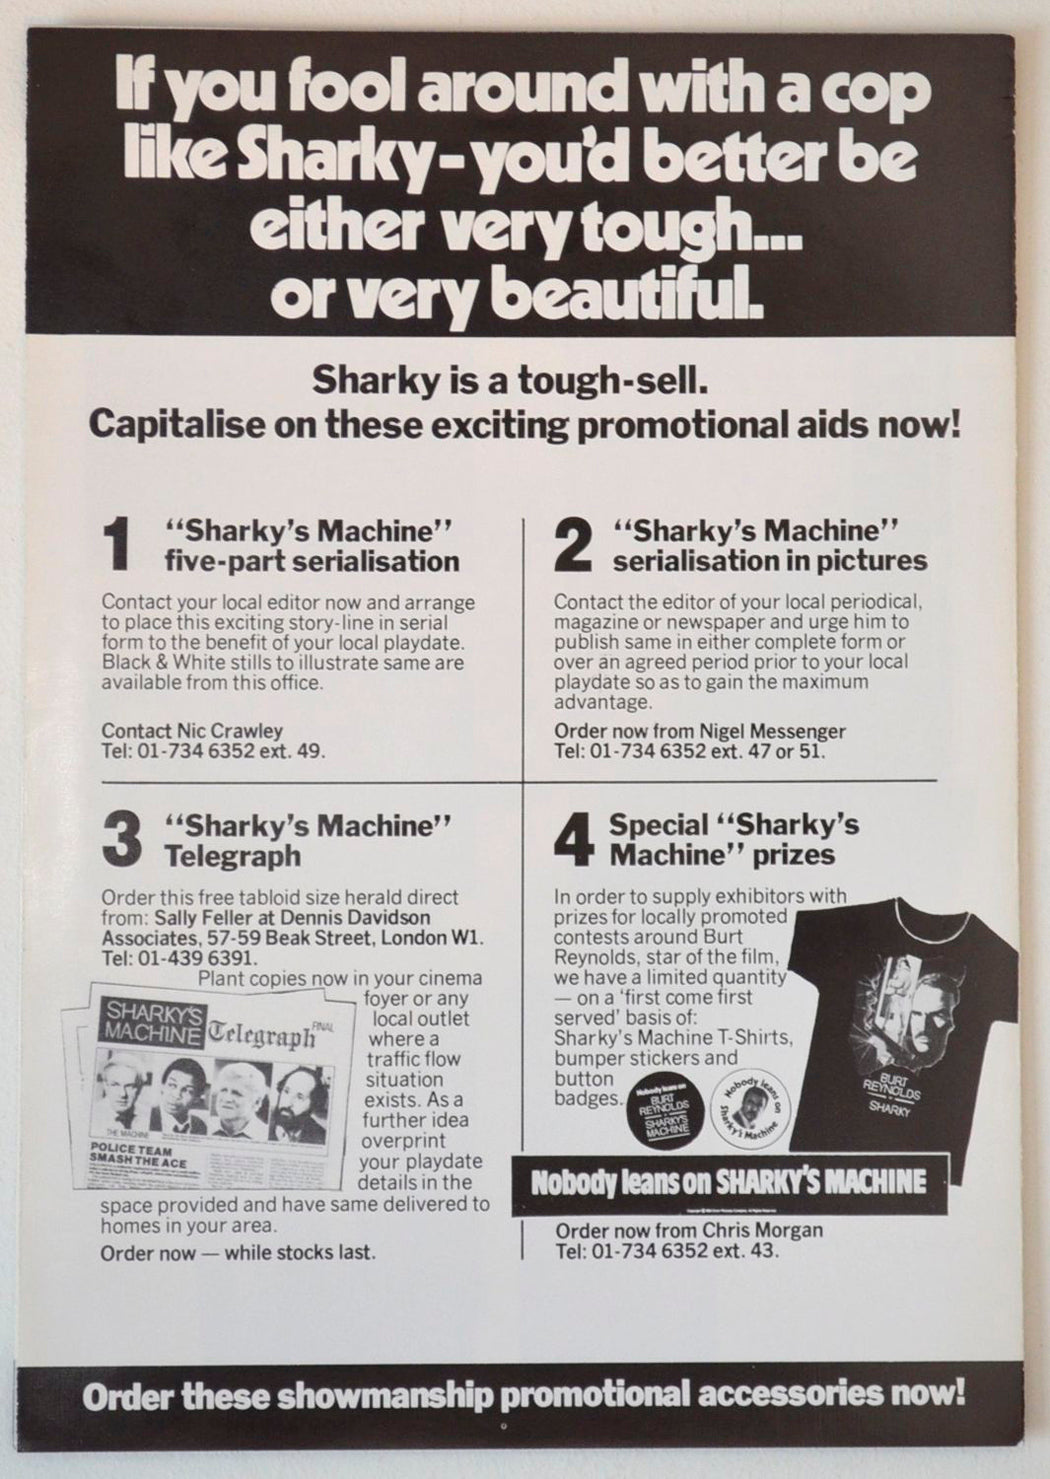 If you fool around with a cop
like Sharky-you'd better be
either very tough...
or very beautiful.
Sharky is a tough-sell.
Capitalise on these exciting promotional aids now!
1 “Sharky's Machine”
five-part serialisation
Contact your local editor now and arrange
to place this exciting story-line in serial
form to the benefit of your local playdate.
Black & White stills to illustrate same are
available from this office.
Contact Nic Crawley
Tel: 01-734 6352 ext. 49.
2 “Sharky's Machine”
serialisation in pictures
Contact the editor of your local periodical,
magazine or newspaper and urge him to
publish same in either complete form or
over an agreed period prior to your local
playdate so as to gain the maximum
advantage.
Order now from Nigel Messenger
Tel: 01-734 6352 ext. 47 or 51.
3 “Sharky's Machine”
Telegraph
Order this free tabloid size herald direct
from: Sally Feller at Dennis Davidson
Associates, 57-59 Beak Street, London W1.
Tel: 01-439 6391.
Plant copies now in your cinema
foyer or any
local outlet
where a
traffic flow
situation
exists. As a
further idea
overprint
your playdate
details in the
space provided and have same delivered to
homes in your area.
Order now — while stocks last.
SHARKY'S
MACHINE Telegraph FINAL
THE MACHINE
POLICE TEAM
SMASH THE ACE
4 Special “Sharky's
Machine” prizes
In order to supply exhibitors with
prizes for locally promoted
contests around Burt
Reynolds, star of the film,
we have a limited quantity
— on a 'first come first
served' basis of:
Sharky's Machine T-Shirts,
bumper stickers and
button
badges.
Nobody leans on
BURT
REYNOLDS
SHARKY'S
MACHINE
Nobody leans on
Sharky's Machine
BURT
REYNOLDS
SHARKY
Nobody leans on SHARKY'S MACHINE
Order now from Chris Morgan
Tel: 01-734 6352 ext. 43.
Order these showmanship promotional accessories now!